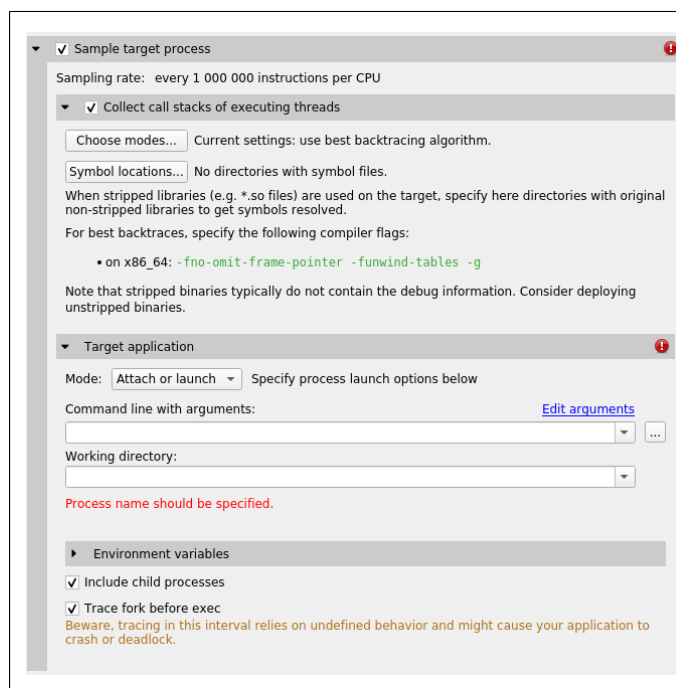 Sample target process
Sampling rate: every 1 000 000 instructions per CPU
Collect call stacks of executing threads
Choose modes... Current settings: use best backtracing algorithm.
Symbol locations... No directories with symbol files.
When stripped libraries (e.g. *.so files) are used on the target, specify here directories with original
non-stripped libraries to get symbols resolved.
For best backtraces, specify the following compiler flags:
• on x86_64: -fno-omit-frame-pointer -funwind-tables -g
Note that stripped binaries typically do not contain the debug information. Consider deploying
unstripped binaries.
Target application
Mode: Attach or launch Specify process launch options below
Command line with arguments: Edit arguments
...
Working directory:
Process name should be specified.
Environment variables
Include child processes
Trace fork before exec
Beware, tracing in this interval relies on undefined behavior and might cause your application to
crash or deadlock.